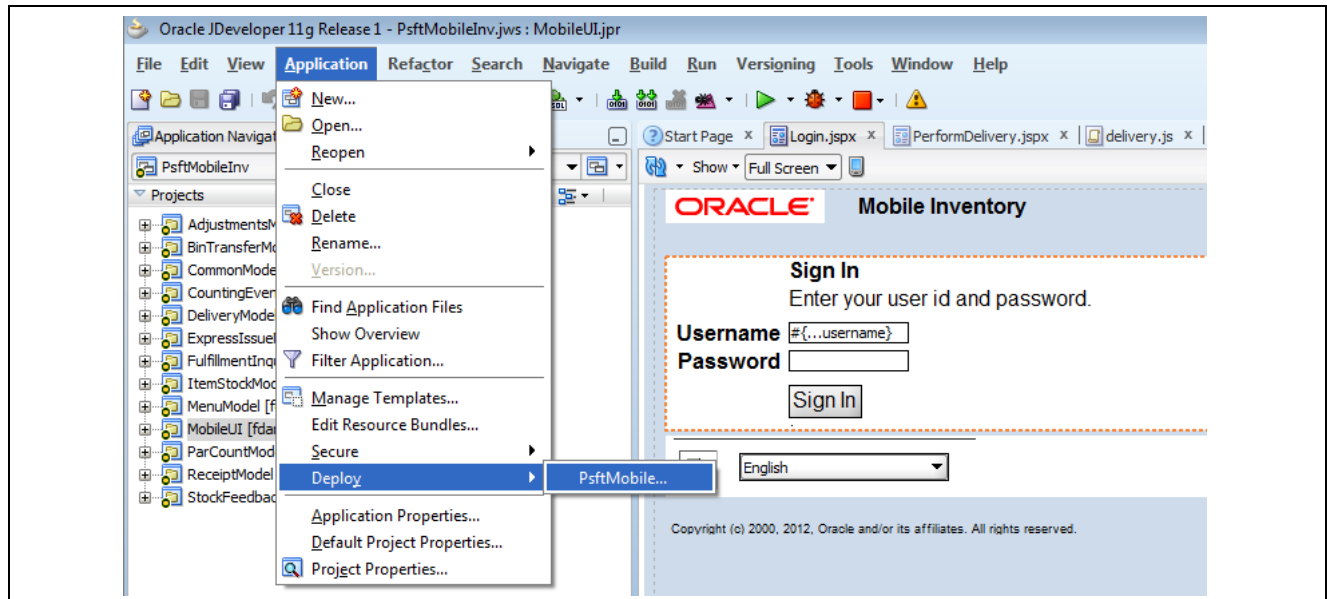 Oracle JDeveloper 11g Release 1 - PsftMobileInv.jws : MobileUI.jpr
File Edit View Application Refactor Search Navigate Build Run Versioning Tools Window Help
New...
Open...
Reopen
Close
Delete
Rename...
Version...
Find Application Files
Show Overview
Filter Application...
Manage Templates...
Edit Resource Bundles...
Secure
Deploy
PsftMobile...
Application Properties...
Default Project Properties...
Project Properties...
Application Navigat
PsftMobileInv
Projects
AdjustmentsM
BinTransferMo
CommonMode
CountingEven
DeliveryMode
ExpressIssue
FulfillmentInqu
ItemStockMod
MenuModel [f
MobileUI [fdar
ParCountMod
ReceiptModel
StockFeedbac
Start Page Login.jspx PerformDelivery.jspx delivery.js
Show Full Screen
ORACLE Mobile Inventory
Sign In
Enter your user id and password.
Username #{...username}
Password
Sign In
English
Copyright (c) 2000, 2012, Oracle and/or its affiliates. All rights reserved.